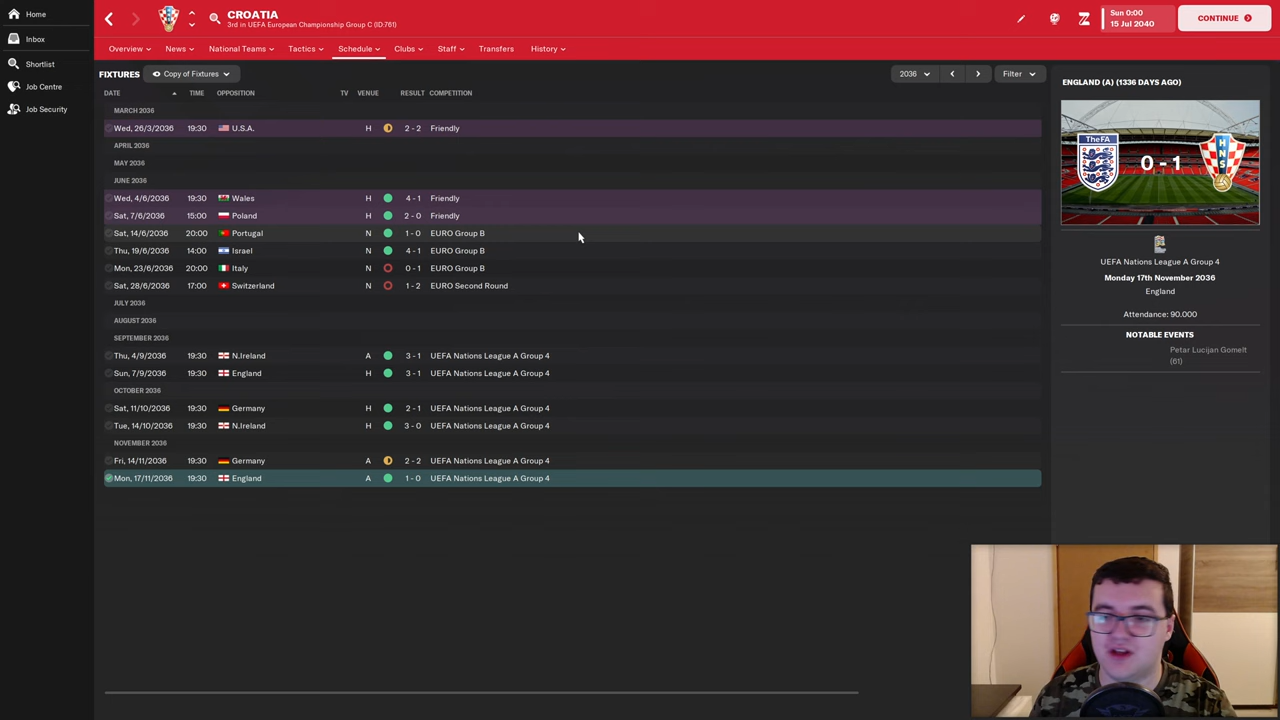 Home
Inbox
Shortlist
Job Centre
Job Security
CROATIA
3rd in UEFA European Championship Group C (ID:761)
Sun 0:00
15 Jul 2040
CONTINUE
Overview News National Teams Tactics Schedule Clubs Staff Transfers History
FIXTURES Copy of Fixtures 2036 Filter
DATE TIME OPPOSITION TV VENUE RESULT COMPETITION
MARCH 2036
Wed, 26/3/2036 19:30 U.S.A. H 2 - 2 Friendly
APRIL 2036
MAY 2036
JUNE 2036
Wed, 4/6/2036 19:30 Wales H 4 - 1 Friendly
Sat, 7/6/2036 15:00 Poland H 2 - 0 Friendly
Sat, 14/6/2036 20:00 Portugal N 1 - 0 EURO Group B
Thu, 19/6/2036 14:00 Israel N 4 - 1 EURO Group B
Mon, 23/6/2036 20:00 Italy N 0 - 1 EURO Group B
Sat, 28/6/2036 17:00 Switzerland N 1 - 2 EURO Second Round
JULY 2036
AUGUST 2036
SEPTEMBER 2036
Thu, 4/9/2036 19:30 N.Ireland A 3 - 1 UEFA Nations League A Group 4
Sun, 7/9/2036 19:30 England H 3 - 1 UEFA Nations League A Group 4
OCTOBER 2036
Sat, 11/10/2036 19:30 Germany H 2 - 1 UEFA Nations League A Group 4
Tue, 14/10/2036 19:30 N.Ireland H 3 - 0 UEFA Nations League A Group 4
NOVEMBER 2036
Fri, 14/11/2036 19:30 Germany A 2 - 2 UEFA Nations League A Group 4
Mon, 17/11/2036 19:30 England A 1 - 0 UEFA Nations League A Group 4
ENGLAND (A) (1336 DAYS AGO)
TheFA
0 - 1
HNS
UEFA Nations League A Group 4
Monday 17th November 2036
England
Attendance: 90.000
NOTABLE EVENTS
Petar Lucijan Gomelt
(61)